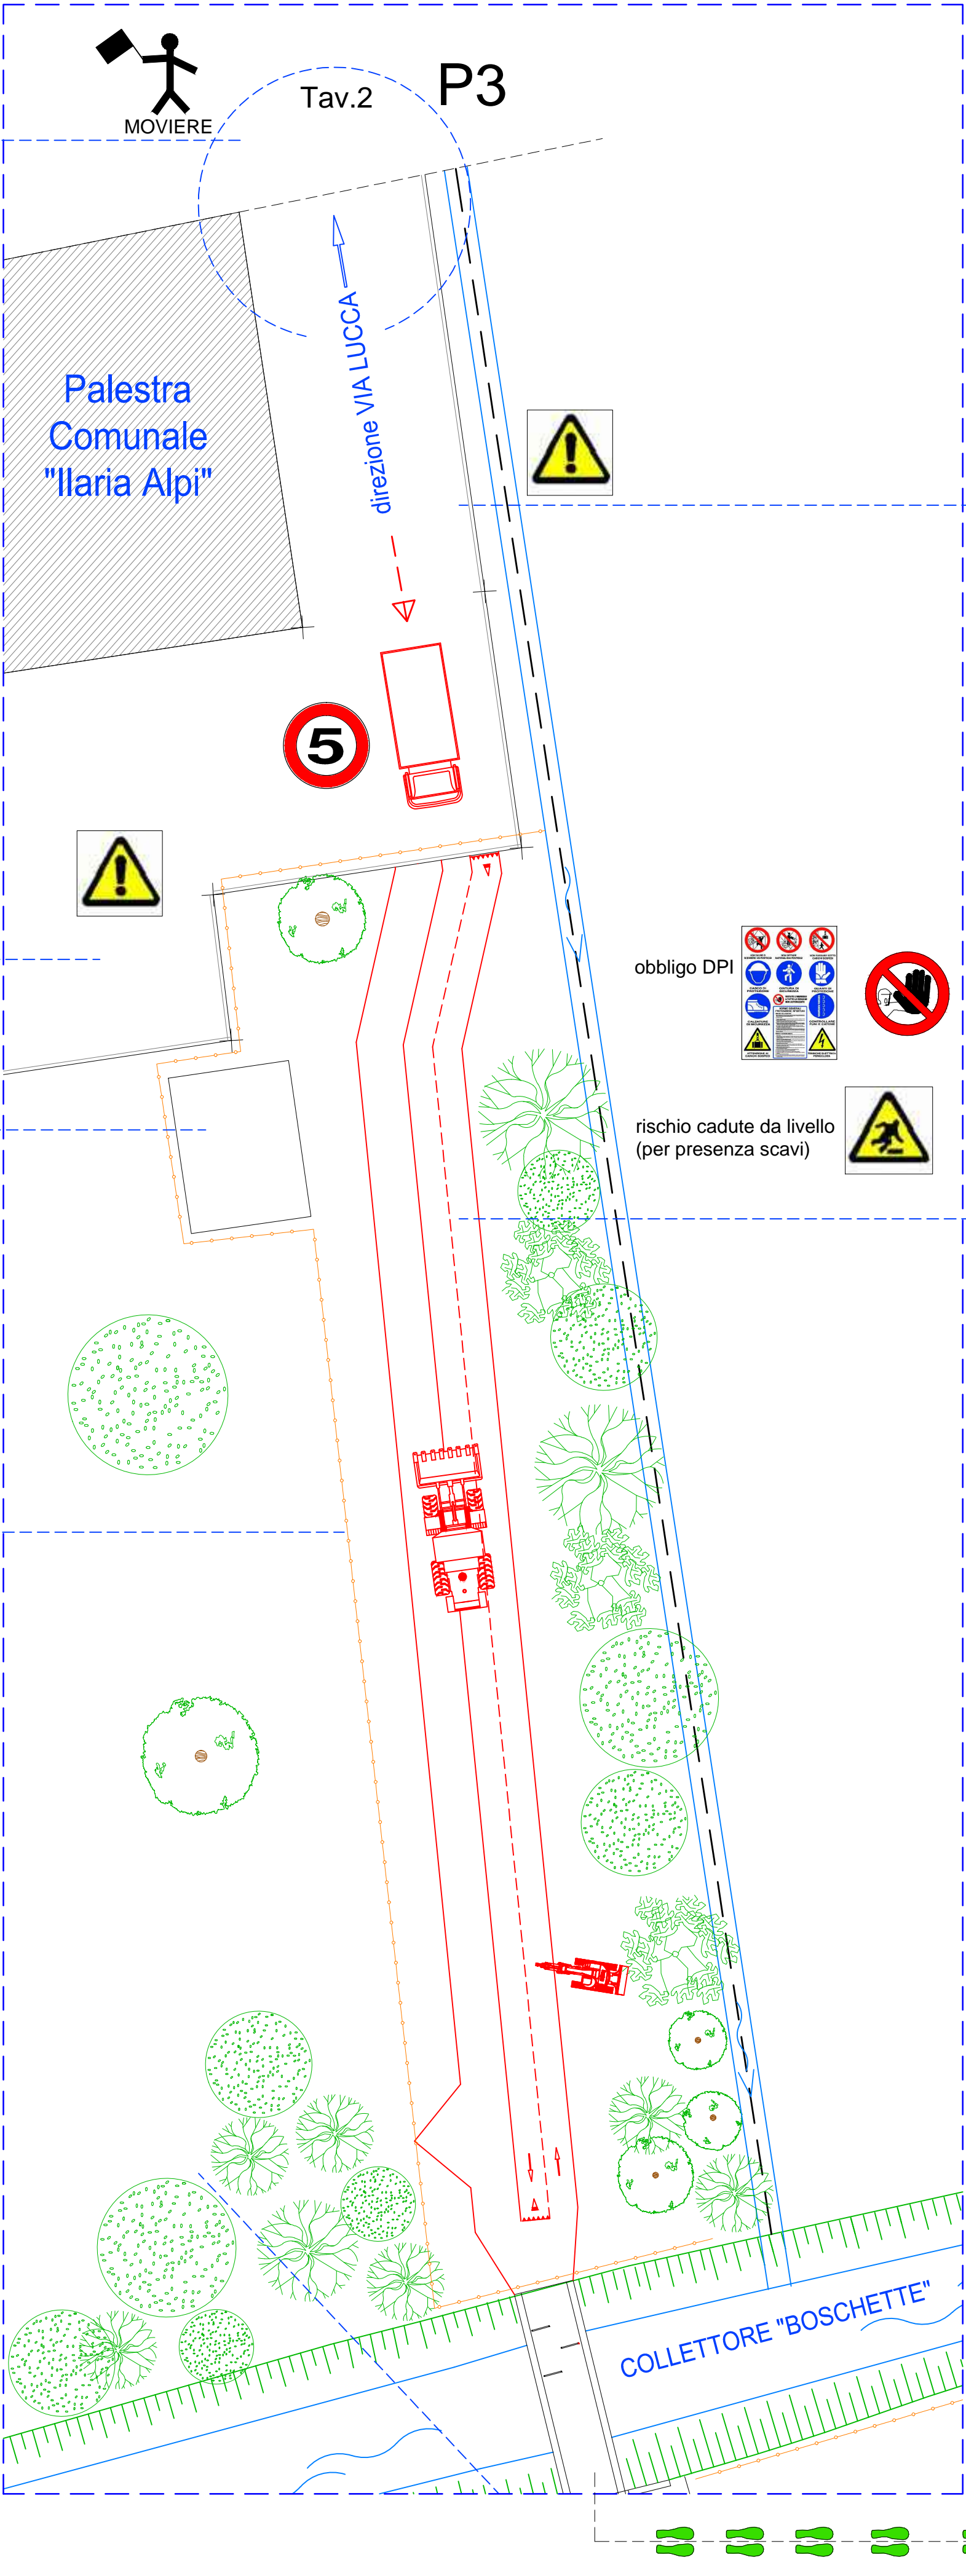 Tav.2
P3
MOVIERE
direzione VIA LUCCA
Palestra
Comunale
"Ilaria Alpi"
5
obbligo DPI
rischio cadute da livello
(per presenza scavi)
COLLETTORE "BOSCHETTE"